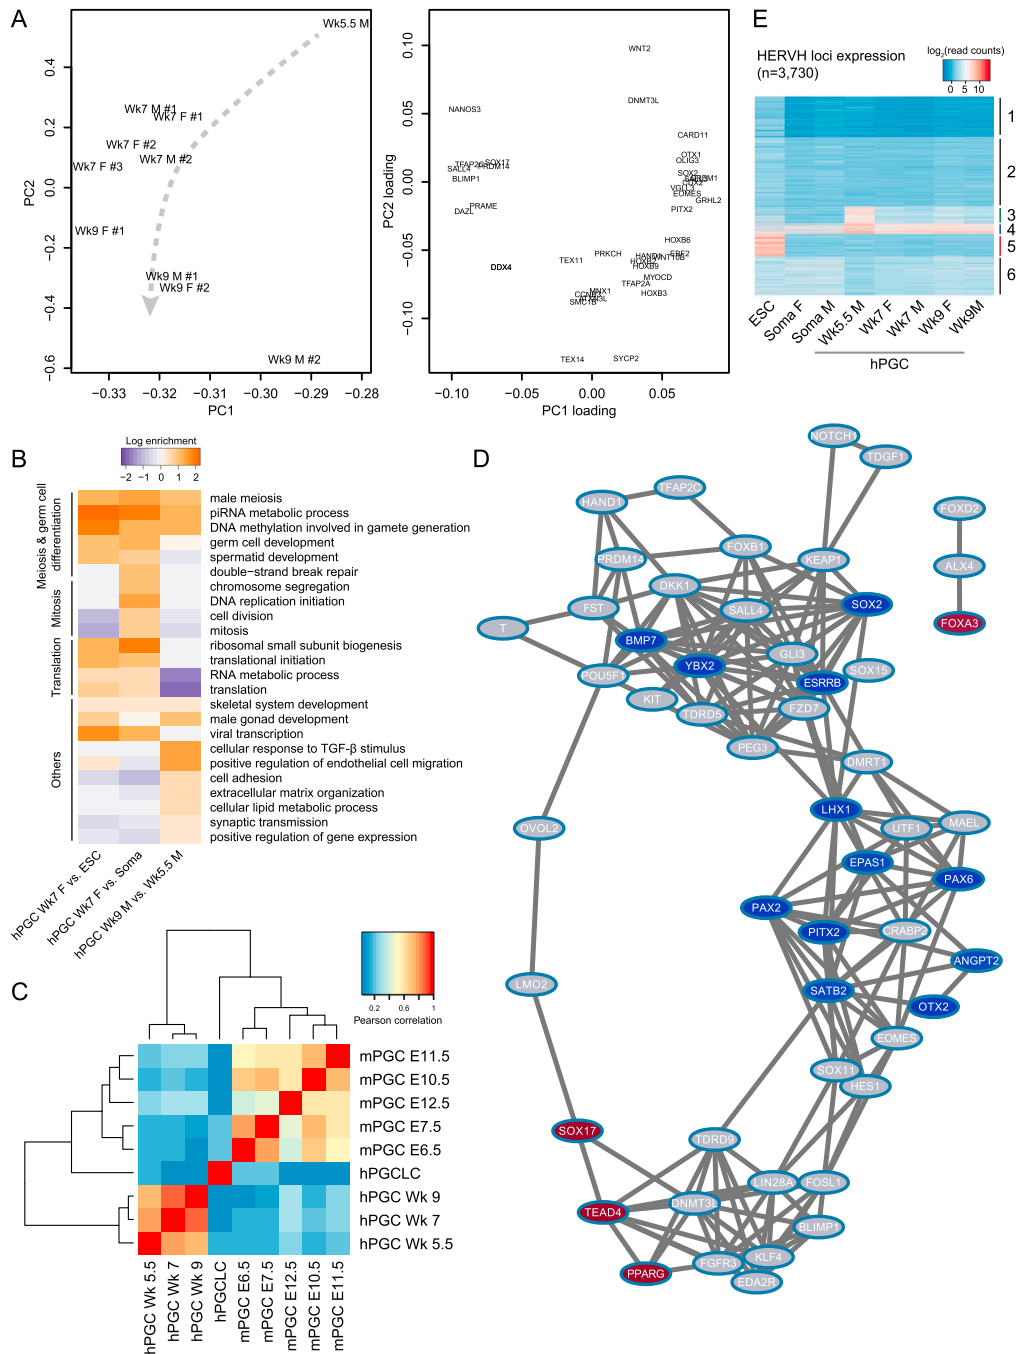 A
Wk5.5 M
0.4
0.2
0.0
−0.2
−0.4
−0.6
PC2
Wk7 M #1
Wk7 F #1
Wk7 F #2
Wk7 M #2
Wk7 F #3
Wk9 F #1
Wk9 M #1
Wk9 F #2
Wk9 M #2
−0.33
−0.32
−0.31
−0.30
−0.29
−0.28
PC1
0.10
0.05
0.00
−0.05
−0.10
PC2 loading
WNT2
DNMT3L
NANOS3
CARD11
OTX1
OLIG3
TFAP2C
SOX17
PRDM14
SALL4
BLIMP1
SOX2
VGLL3
EOMES
GRHL2
PITX2
DAZL
PRAME
HOXB6
PRKCH
TEX11
DDX4
HOXB9
MYOCD
TFAP2A
HOXB3
MNX1
SMC1B
TEX14
SYCP2
−0.10
−0.05
0.00
0.05
PC1 loading
E
HERVH loci expression
(n=3,730)
log2(read counts)
0 5 10
1
2
3
4
5
6
ESC
Soma F
Soma M
Wk5.5 M
Wk7 F
Wk7 M
Wk9 F
Wk9M
hPGC
B
Log enrichment
−2 −1 0 1 2
Meiosis & germ cell
differentiation
Mitosis
Translation
Others
male meiosis
piRNA metabolic process
DNA methylation involved in gamete generation
germ cell development
spermatid development
double−strand break repair
chromosome segregation
DNA replication initiation
cell division
mitosis
ribosomal small subunit biogenesis
translational initiation
RNA metabolic process
translation
skeletal system development
male gonad development
viral transcription
cellular response to TGF-β stimulus
positive regulation of endothelial cell migration
cell adhesion
extracellular matrix organization
cellular lipid metabolic process
synaptic transmission
positive regulation of gene expression
hPGC Wk7 F vs. ESC
hPGC Wk7 F vs. Soma
hPGC Wk9 M vs. Wk5.5 M
C
0.2 0.6 1
Pearson correlation
mPGC E11.5
mPGC E10.5
mPGC E12.5
mPGC E7.5
mPGC E6.5
hPGCLC
hPGC Wk 9
hPGC Wk 7
hPGC Wk 5.5
hPGC Wk 5.5
hPGC Wk 7
hPGC Wk 9
hPGCLC
mPGC E6.5
mPGC E7.5
mPGC E12.5
mPGC E10.5
mPGC E11.5
D
NOTCH1
TDGF1
TFAP2C
HAND1
FOXD2
FOXB1
PRDM14
KEAP1
ALX4
DKK1
FST
SALL4
SOX2
FOXA3
T
BMP7
GLI3
YBX2
SOX15
POU5F1
ESRRB
KIT
TDRD5
FZD7
PEG3
DMRT1
LHX1
OVOL2
UTF1
MAEL
EPAS1
PAX6
PAX2
PITX2
CRABP2
ANGPT2
LMO2
SATB2
OTX2
EOMES
SOX11
HES1
SOX17
TDRD9
LIN28A
FOSL1
DNMT3L
TEAD4
BLIMP1
KLF4
FGFR3
PPARG
EDA2R